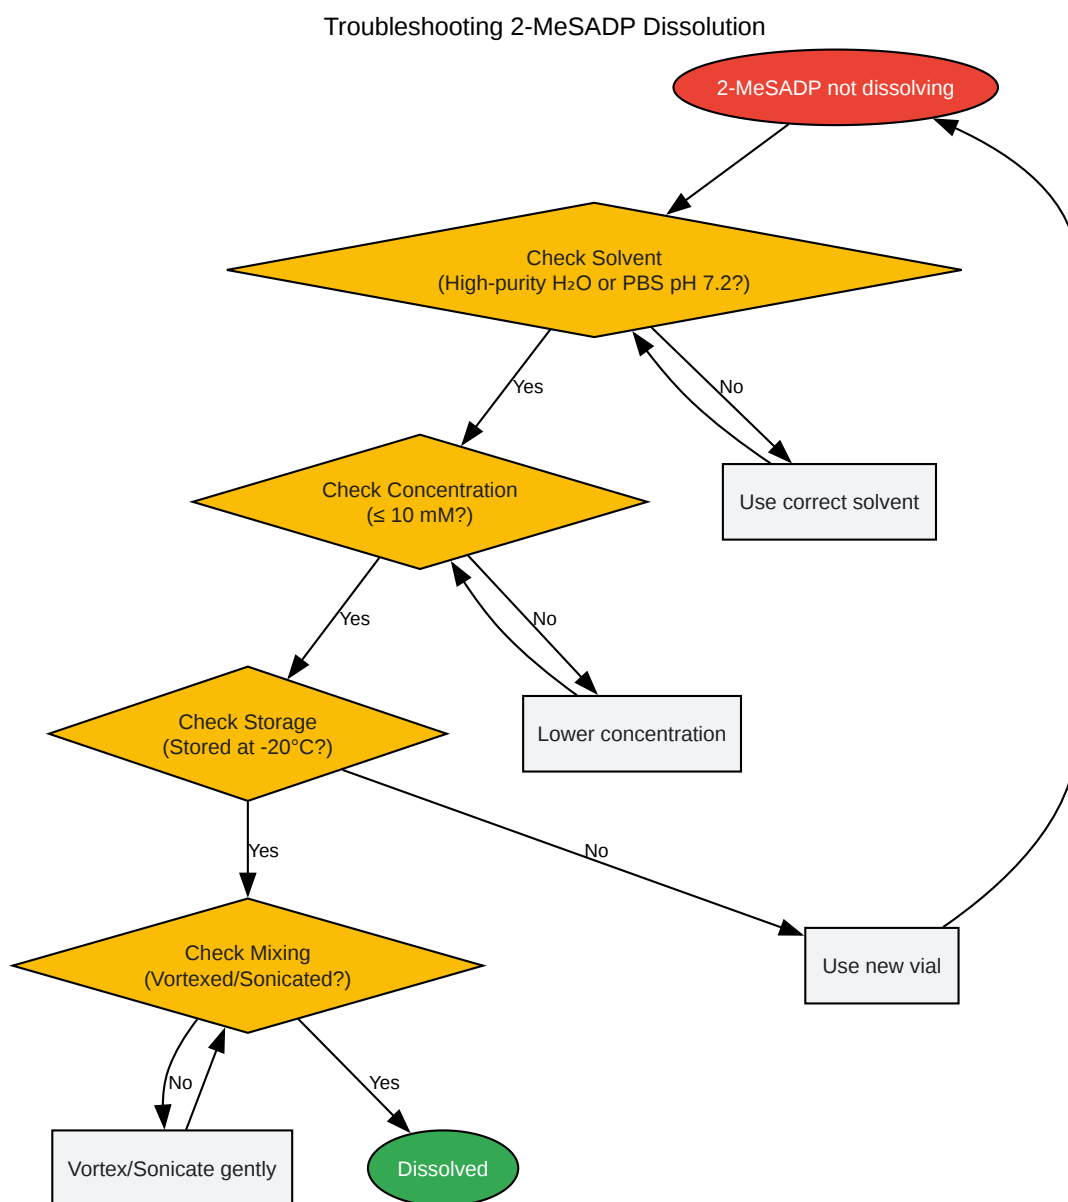 Troubleshooting 2-MeSADP Dissolution
2-MeSADP not dissolving
Check Solvent
(High-purity H₂O or PBS pH 7.2?)
Yes
No
Check Concentration
(≤ 10 mM?)
Use correct solvent
Yes
No
Check Storage
(Stored at -20°C?)
Lower concentration
Yes
No
Check Mixing
(Vortexed/Sonicated?)
Use new vial
No
Yes
Vortex/Sonicate gently
Dissolved